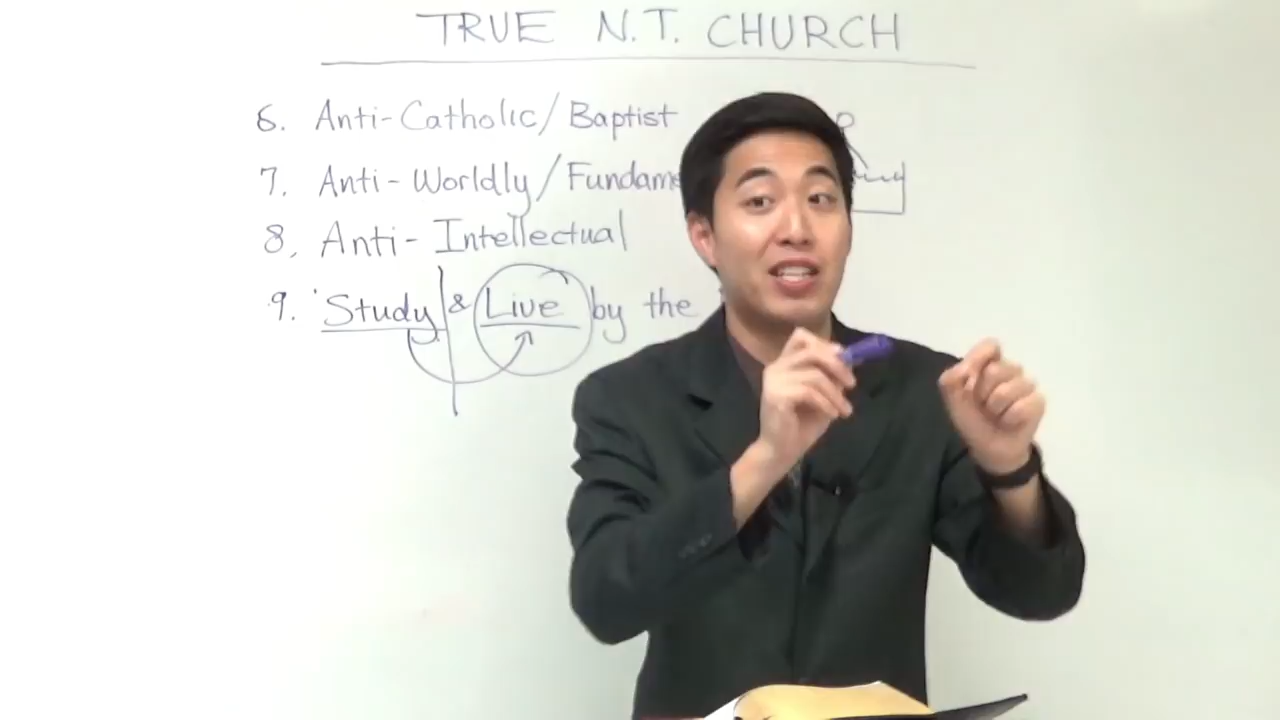 TRUE N.T. CHURCH
6. Anti-Catholic/Baptist
7. Anti-Worldly/Fundame
8. Anti-Intellectual
9. 'Study & Live by the